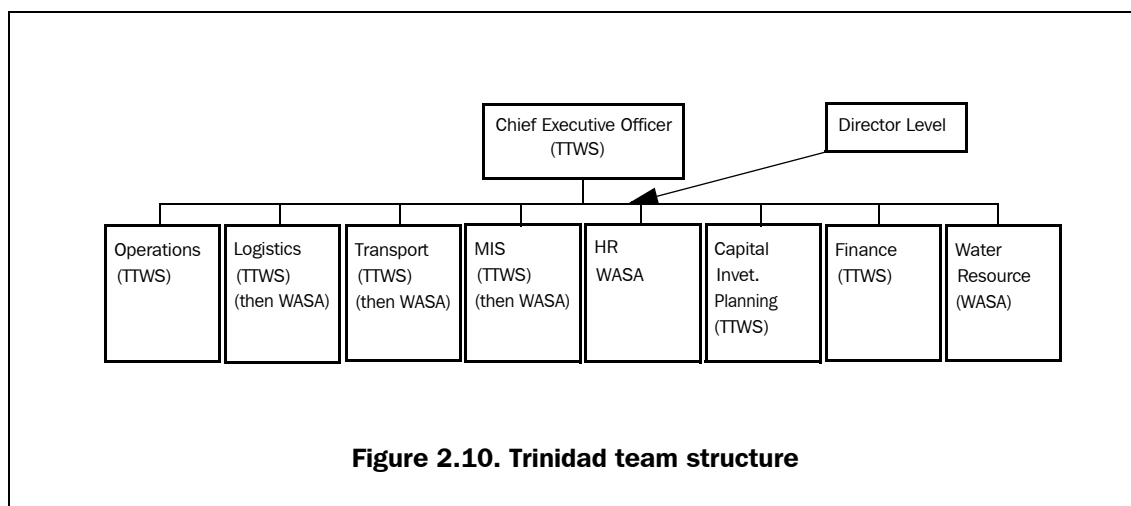 Chief Executive Officer
(TTWS)
Director Level
Operations
(TTWS)
Logistics
(TTWS)
(then WASA)
Transport
(TTWS)
(then WASA)
MIS
(TTWS)
(then WASA)
HR
WASA
Capital
Invet.
Planning
(TTWS)
Finance
(TTWS)
Water
Resource
(WASA)
Figure 2.10. Trinidad team structure